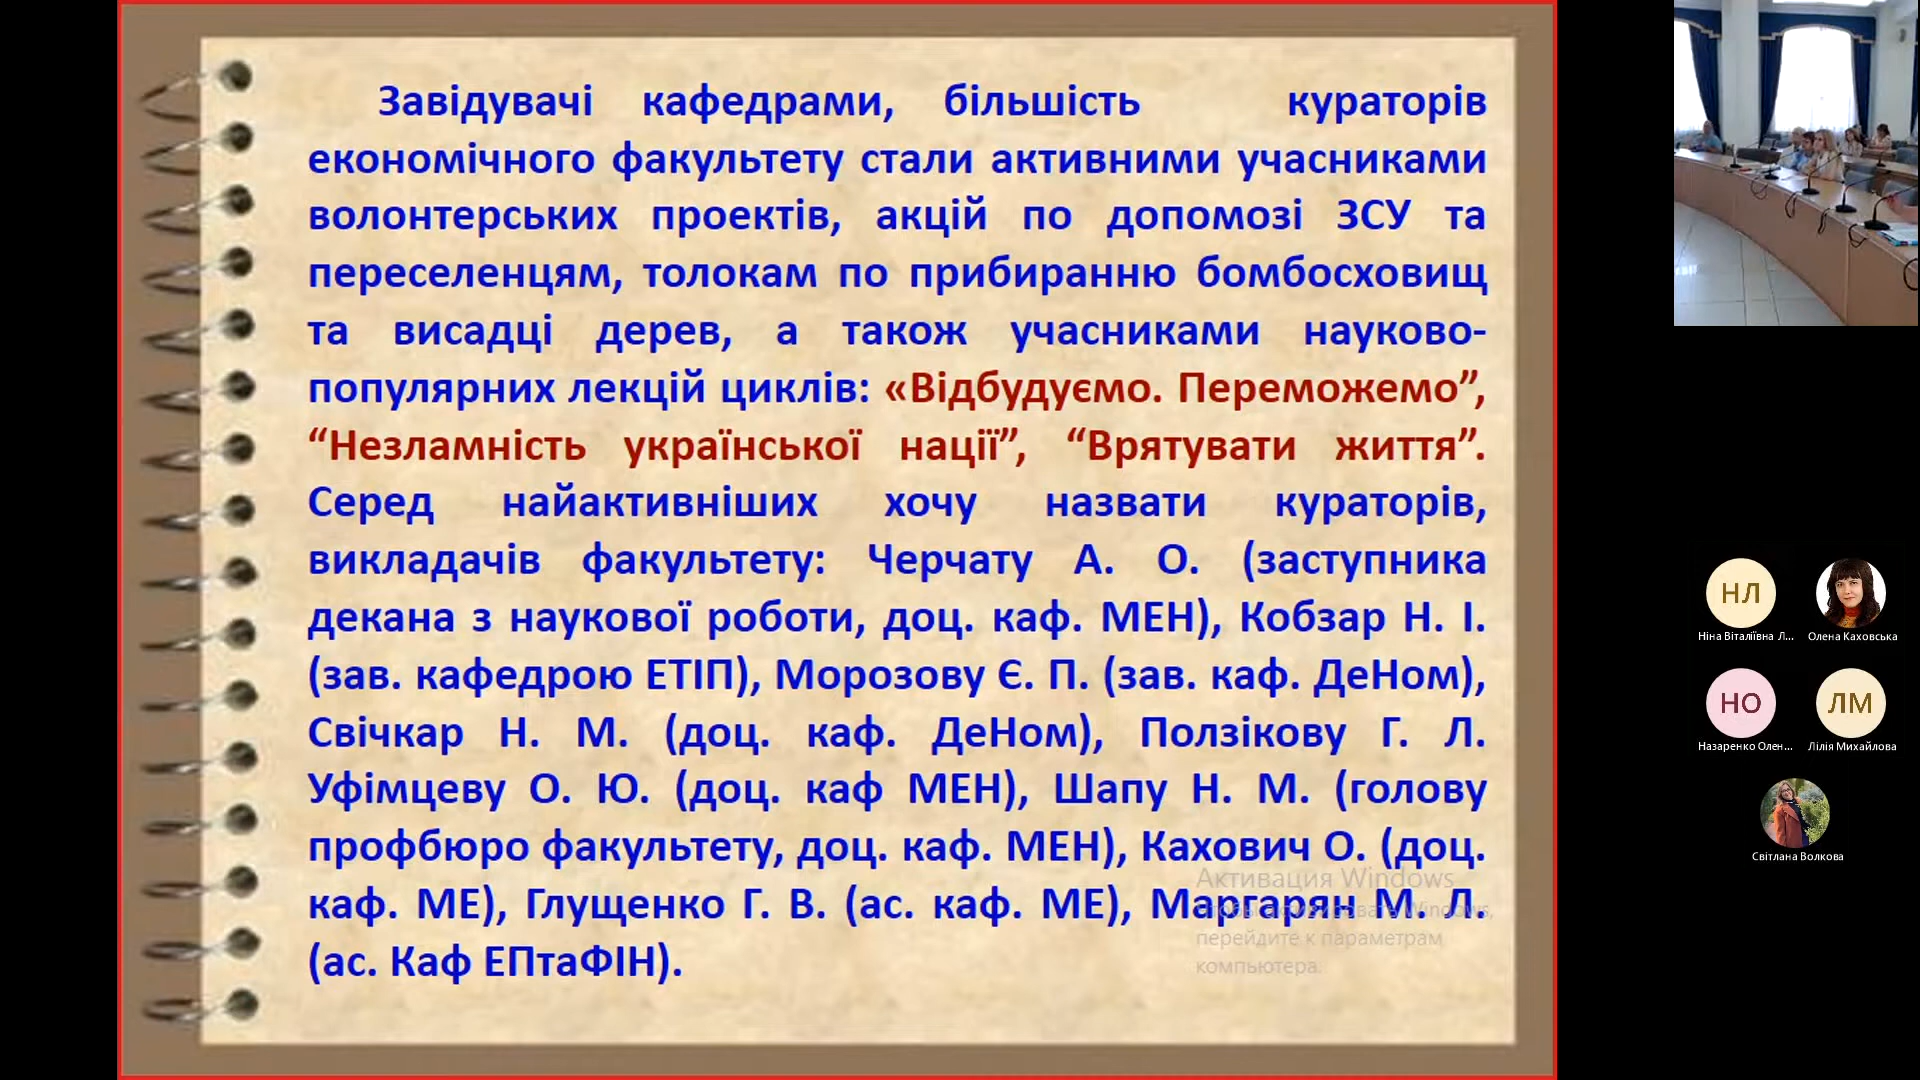 Завідувачі кафедрами, більшість кураторів
економічного факультету стали активними учасниками
волонтерських проектів, акцій по допомозі ЗСУ та
переселенцям, толокам по прибиранню бомбосховищ
та висадці дерев, а також учасниками науково-
популярних лекцій циклів: «Відбудуємо. Переможемо”,
“Незламність української нації”, “Врятувати життя”.
Серед найактивніших хочу назвати кураторів,
викладачів факультету: Черчату А. О. (заступника
декана з наукової роботи, доц. каф. МЕН), Кобзар Н. І.
(зав. кафедрою ЕТІП), Морозову Є. П. (зав. каф. ДеНом),
Свічкар Н. М. (доц. каф. ДеНом), Ползікову Г. Л.
Уфімцеву О. Ю. (доц. каф МЕН), Шапу Н. М. (голову
профбюро факультету, доц. каф. МЕН), Кахович О. (доц.
каф. МЕ), Глущенко Г. В. (ас. каф. МЕ), Маргарян М. Л.
(ас. Каф ЕПтаФІН).
Активация Windows
Чтобы активировать Windows,
перейдите к параметрам
компьютера.
НЛ
Ніна Віталіївна Л...
Олена Каховська
НО
Назаренко Олен...
ЛМ
Лілія Михайлова
Світлана Волкова